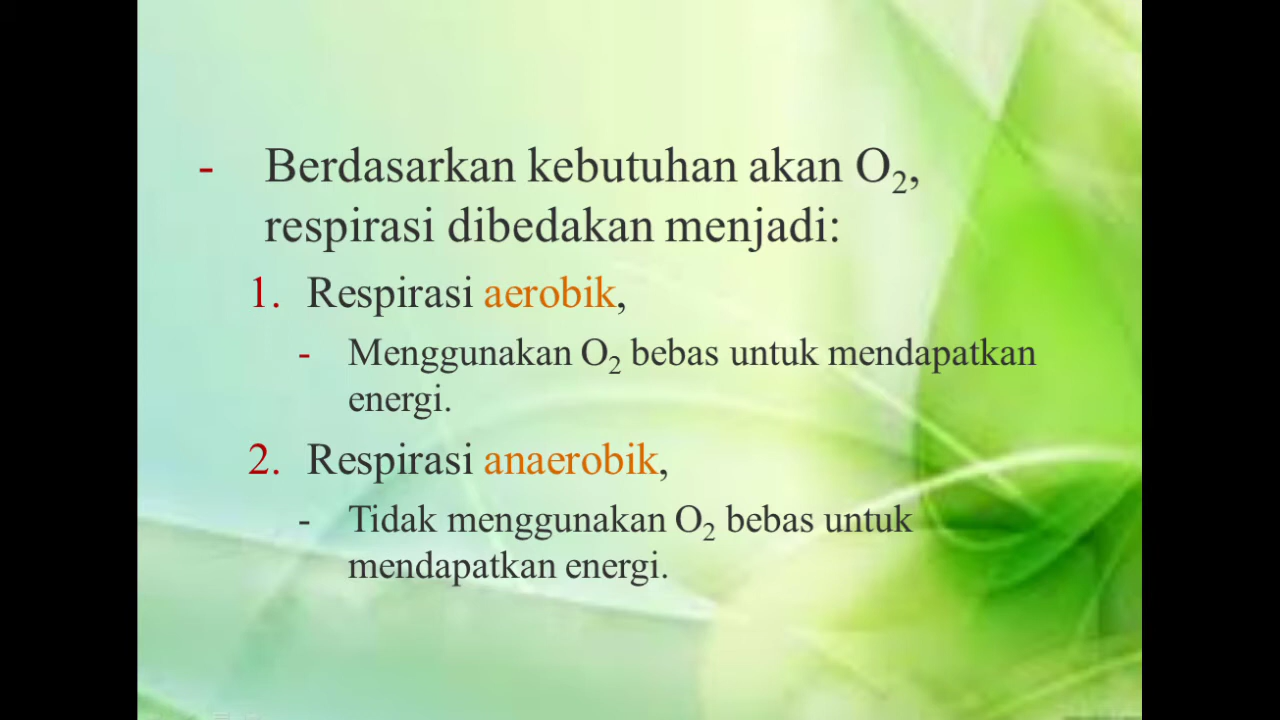 - Berdasarkan kebutuhan akan O₂,
respirasi dibedakan menjadi:
1. Respirasi aerobik,
- Menggunakan O₂ bebas untuk mendapatkan
energi.
2. Respirasi anaerobik,
- Tidak menggunakan O₂ bebas untuk
mendapatkan energi.